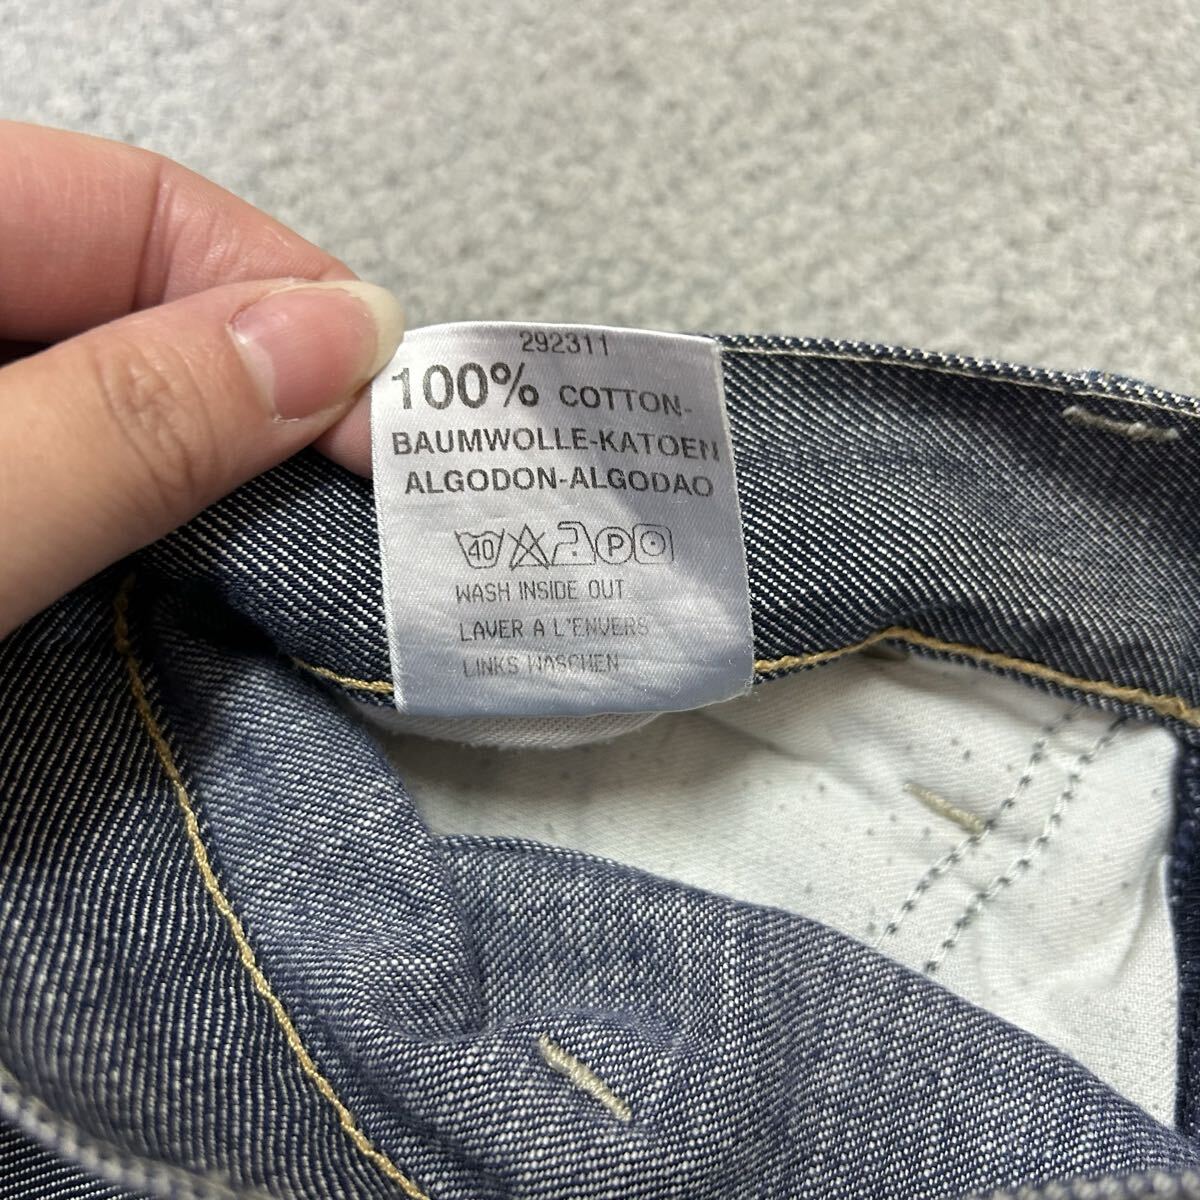 292311
100% COTTON-
BAUMWOLLE-KATOEN
ALGODON-ALGODAO
40 P
WASH INSIDE OUT
LAVER A L'ENVERS
LINKS WASCHEN